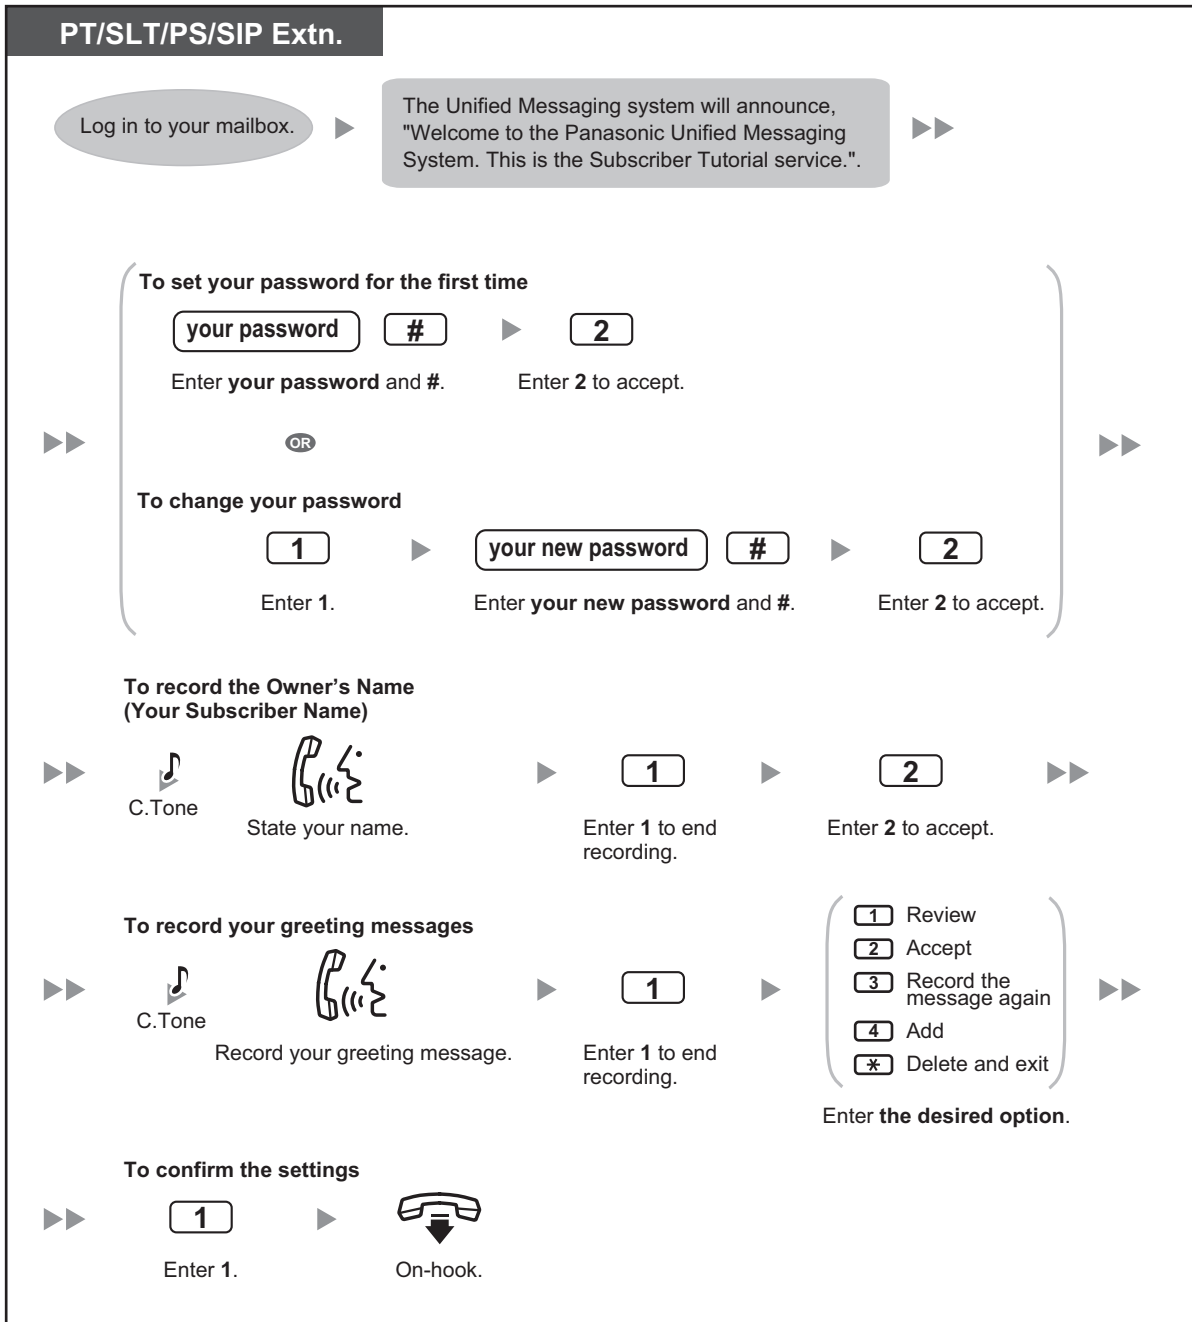 PT/SLT/PS/SIP Extn.
Log in to your mailbox.
The Unified Messaging system will announce,
"Welcome to the Panasonic Unified Messaging
System. This is the Subscriber Tutorial service.".
To set your password for the first time
your password #
2
Enter your password and #.
Enter 2 to accept.
OR
To change your password
1
your new password #
2
Enter 1.
Enter your new password and #.
Enter 2 to accept.
To record the Owner's Name
(Your Subscriber Name)
C.Tone
State your name.
1
Enter 1 to end
recording.
2
Enter 2 to accept.
To record your greeting messages
C.Tone
Record your greeting message.
1
Enter 1 to end
recording.
1 Review
2 Accept
3 Record the
message again
4 Add
* Delete and exit
Enter the desired option.
To confirm the settings
1
Enter 1.
On-hook.